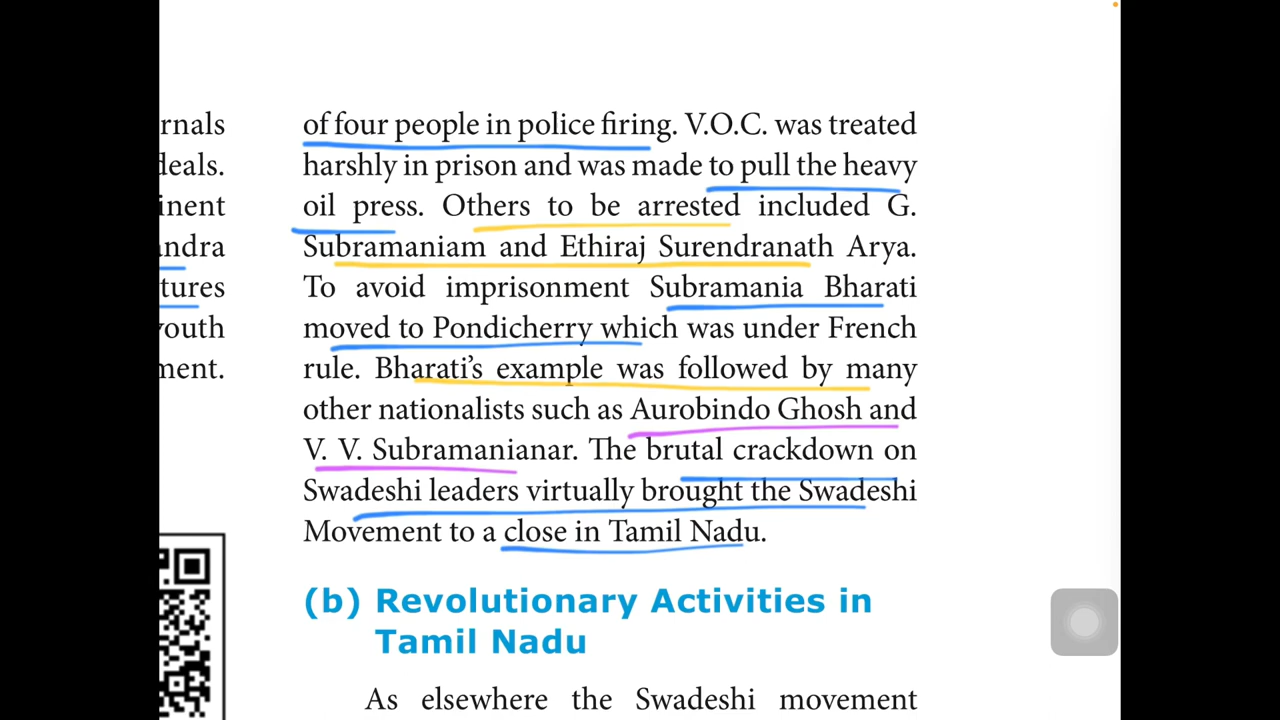 rnals
deals.
inent
andra
tures
youth
ment.
of four people in police firing. V.O.C. was treated
harshly in prison and was made to pull the heavy
oil press. Others to be arrested included G.
Subramaniam and Ethiraj Surendranath Arya.
To avoid imprisonment Subramania Bharati
moved to Pondicherry which was under French
rule. Bharati's example was followed by many
other nationalists such as Aurobindo Ghosh and
V. V. Subramanianar. The brutal crackdown on
Swadeshi leaders virtually brought the Swadeshi
Movement to a close in Tamil Nadu.
(b) Revolutionary Activities in
Tamil Nadu
As elsewhere the Swadeshi movement